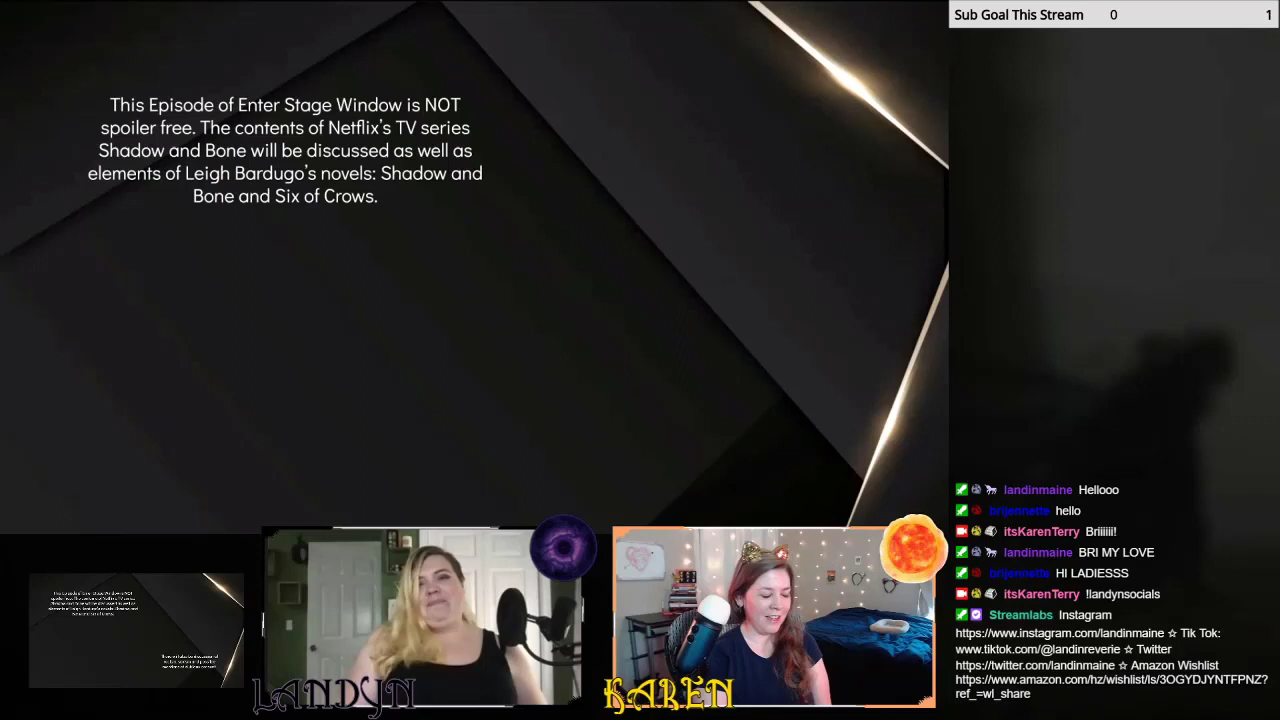 This Episode of Enter Stage Window is NOT
spoiler free. The contents of Netflix's TV series
Shadow and Bone will be discussed as well as
elements of Leigh Bardugo's novels: Shadow and
Bone and Six of Crows.
Sub Goal This Stream 0 1
landinmaine Hellooo
brijennette hello
itsKarenTerry Briiiiii!
landinmaine BRI MY LOVE
brijennette HI LADIESSS
itsKarenTerry !landynsocials
Streamlabs Instagram
https://www.instagram.com/landinmaine ☆ Tik Tok:
www.tiktok.com/@landinreverie ☆ Twitter
https://twitter.com/landinmaine ☆ Amazon Wishlist
https://www.amazon.com/hz/wishlist/ls/3OGYDJYNTFPNZ?
ref_=wl_share
LANDYN
KAREN